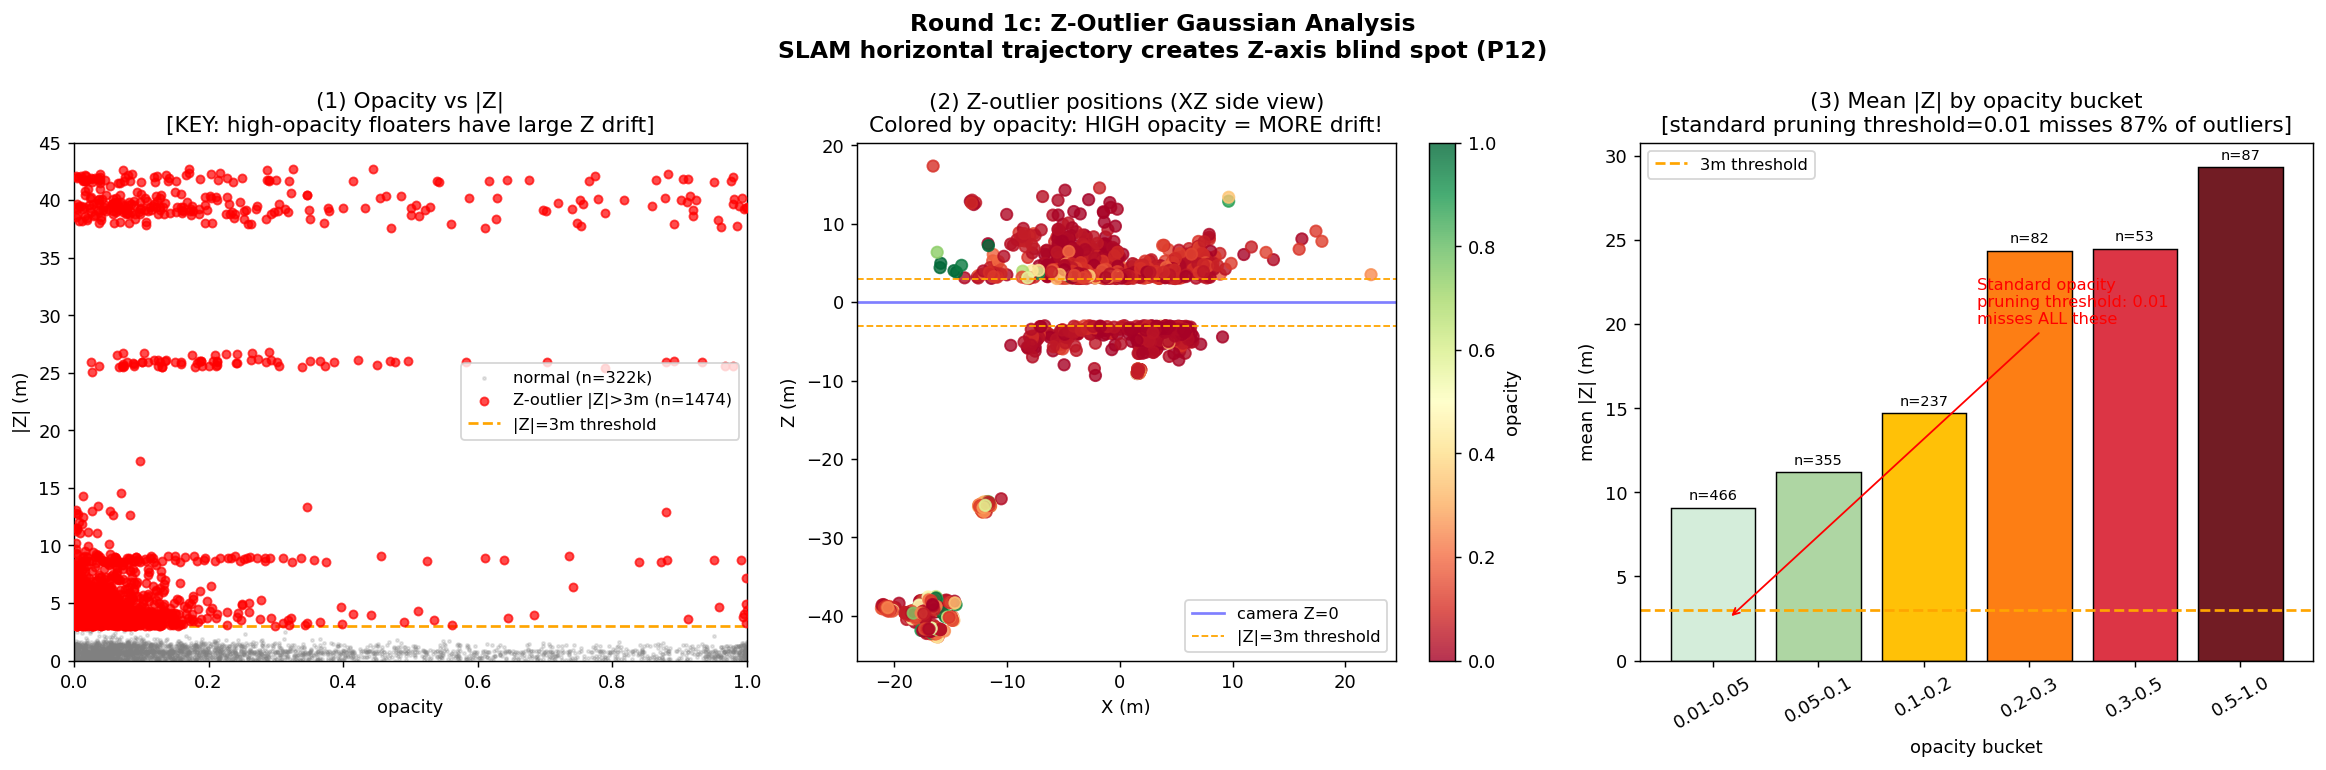 Round 1c: Z-Outlier Gaussian Analysis
SLAM horizontal trajectory creates Z-axis blind spot (P12)
(1) Opacity vs |Z|
[KEY: high-opacity floaters have large Z drift]
45
40
35
30
25
20
15
10
5
0
|Z| (m)
normal (n=322k)
Z-outlier |Z|>3m (n=1474)
|Z|=3m threshold
0.0
0.2
0.4
0.6
0.8
1.0
opacity
(2) Z-outlier positions (XZ side view)
Colored by opacity: HIGH opacity = MORE drift!
20
10
0
−10
−20
−30
−40
Z (m)
camera Z=0
|Z|=3m threshold
−20
−10
0
10
20
X (m)
1.0
0.8
0.6
0.4
0.2
0.0
opacity
(3) Mean |Z| by opacity bucket
[standard pruning threshold=0.01 misses 87% of outliers]
30
25
20
15
10
5
0
mean |Z| (m)
3m threshold
n=466
n=355
n=237
n=82
n=53
n=87
Standard opacity
pruning threshold: 0.01
misses ALL these
0.01-0.05
0.05-0.1
0.1-0.2
0.2-0.3
0.3-0.5
0.5-1.0
opacity bucket